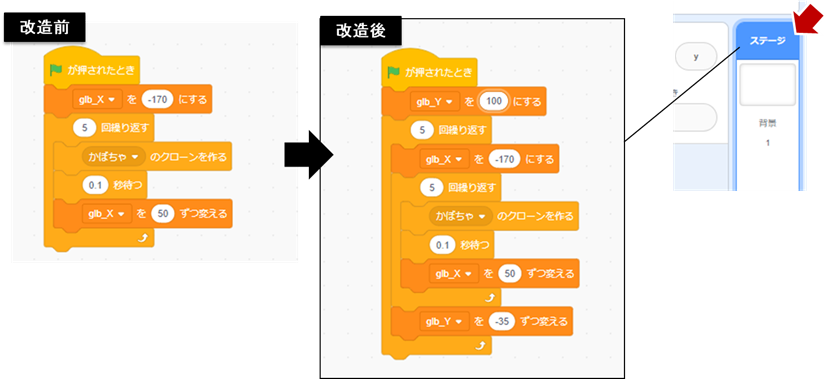 改造前
が押されたとき
glb_X を -170 にする
5 回繰り返す
かぼちゃ のクローンを作る
0.1 秒待つ
glb_X を 50 ずつ変える
改造後
が押されたとき
glb_Y を 100 にする
5 回繰り返す
glb_X を -170 にする
5 回繰り返す
かぼちゃ のクローンを作る
0.1 秒待つ
glb_X を 50 ずつ変える
glb_Y を -35 ずつ変える
ステージ
y
背景
1